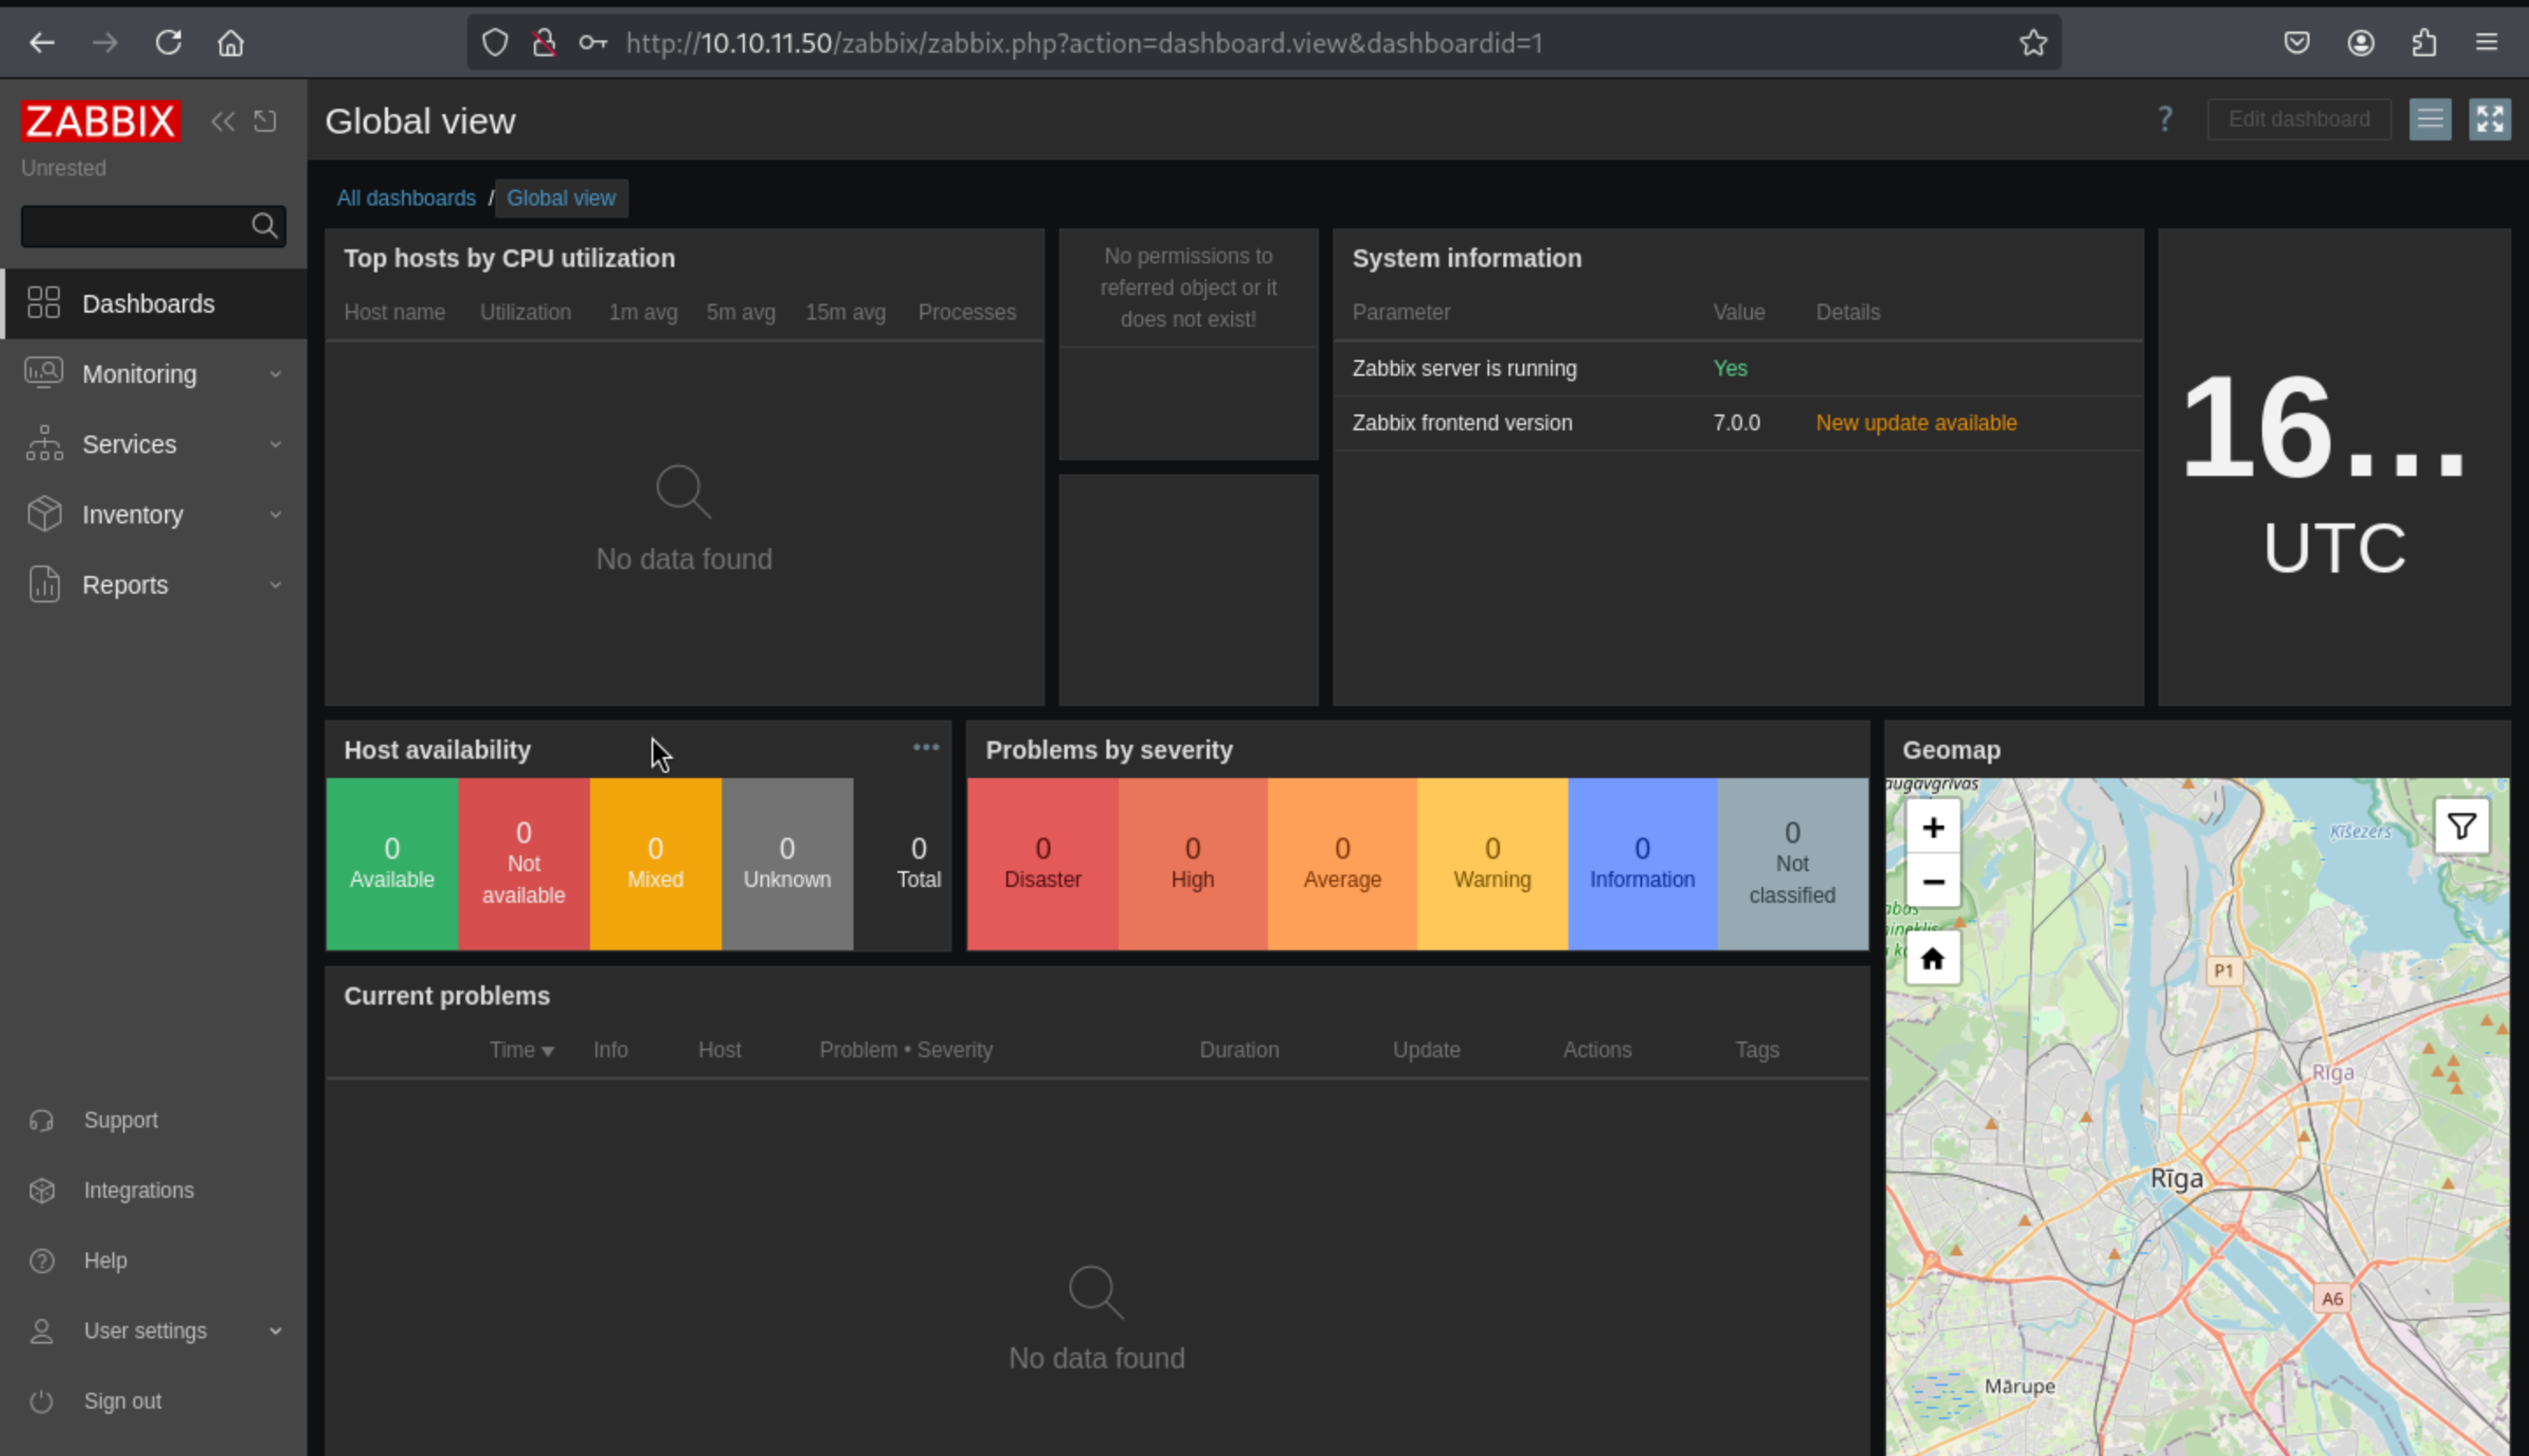 http://10.10.11.50/zabbix/zabbix.php?action=dashboard.view&dashboardid=1
ZABBIX
Unrested
Dashboards
Monitoring
Services
Inventory
Reports
Support
Integrations
Help
User settings
Sign out
Global view
?
Edit dashboard
All dashboards / Global view
Top hosts by CPU utilization
Host name Utilization 1m avg 5m avg 15m avg Processes
No data found
No permissions to
referred object or it
does not exist!
System information
Parameter Value Details
Zabbix server is running Yes
Zabbix frontend version 7.0.0 New update available
16...
UTC
Host availability
0
Available
0
Not
available
0
Mixed
0
Unknown
0
Total
Problems by severity
0
Disaster
0
High
0
Average
0
Warning
0
Information
0
Not
classified
Current problems
Time Info Host Problem • Severity Duration Update Actions Tags
No data found
Geomap
+
−
Ķīšezers
P1
Rīga
Rīga
A6
Mārupe